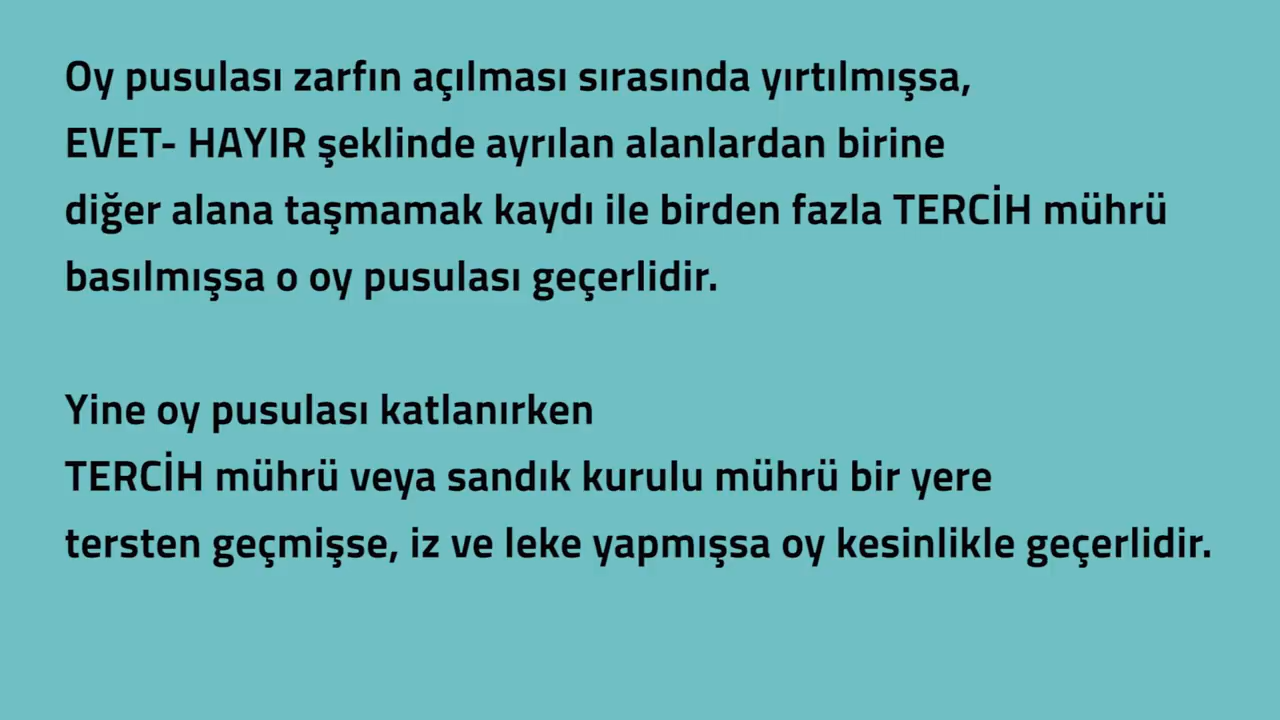 Oy pusulası zarfın açılması sırasında yırtılmışsa,
EVET- HAYIR şeklinde ayrılan alanlardan birine
diğer alana taşmamak kaydı ile birden fazla TERCİH mührü
basılmışsa o oy pusulası geçerlidir.
Yine oy pusulası katlanırken
TERCİH mührü veya sandık kurulu mührü bir yere
tersten geçmişse, iz ve leke yapmışsa oy kesinlikle geçerlidir.